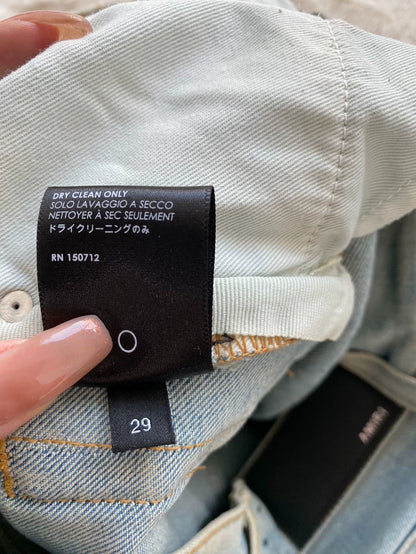 DRY CLEAN ONLY
SOLO LAVAGGIO A SECCO
NETTOYER À SEC SEULEMENT
ドライクリーニングのみ
RN 150712
29
AMIRI